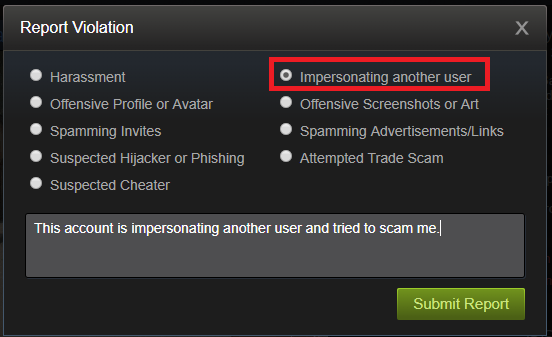 Report Violation X
Harassment
Impersonating another user
Offensive Profile or Avatar
Offensive Screenshots or Art
Spamming Invites
Spamming Advertisements/Links
Suspected Hijacker or Phishing
Attempted Trade Scam
Suspected Cheater
This account is impersonating another user and tried to scam me.
Submit Report